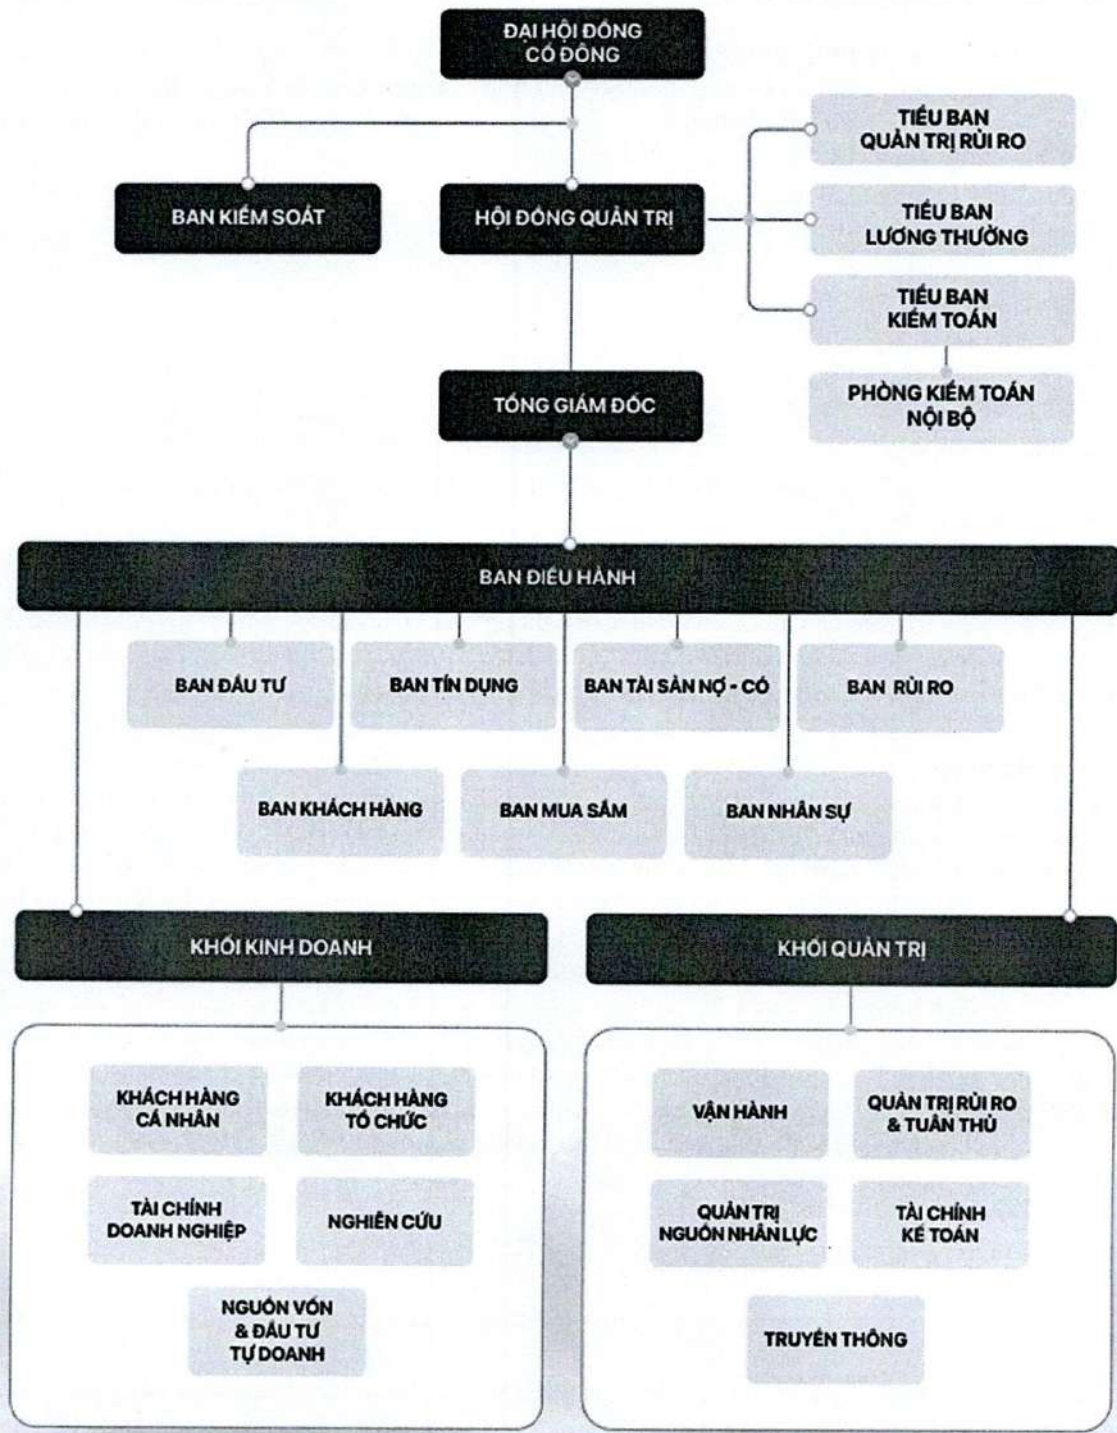 ĐẠI HỘI ĐỒNG
CỔ ĐÔNG
TIỂU BAN
QUẢN TRỊ RỦI RO
BAN KIỂM SOÁT
HỘI ĐỒNG QUẢN TRỊ
TIỂU BAN
LƯƠNG THƯỞNG
TIỂU BAN
KIỂM TOÁN
TỔNG GIÁM ĐỐC
PHÒNG KIỂM TOÁN
NỘI BỘ
BAN ĐIỀU HÀNH
BAN ĐẦU TƯ
BAN TÍN DỤNG
BAN TÀI SẢN NỢ - CÓ
BAN RỦI RO
BAN KHÁCH HÀNG
BAN MUA SẮM
BAN NHÂN SỰ
KHỐI KINH DOANH
KHỐI QUẢN TRỊ
KHÁCH HÀNG
CÁ NHÂN
KHÁCH HÀNG
TỔ CHỨC
TÀI CHÍNH
DOANH NGHIỆP
NGHIÊN CỨU
NGUỒN VỐN
& ĐẦU TƯ
TỰ DOANH
VẬN HÀNH
QUẢN TRỊ RỦI RO
& TUÂN THỦ
QUẢN TRỊ
NGUỒN NHÂN LỰC
TÀI CHÍNH
KẾ TOÁN
TRUYỀN THÔNG